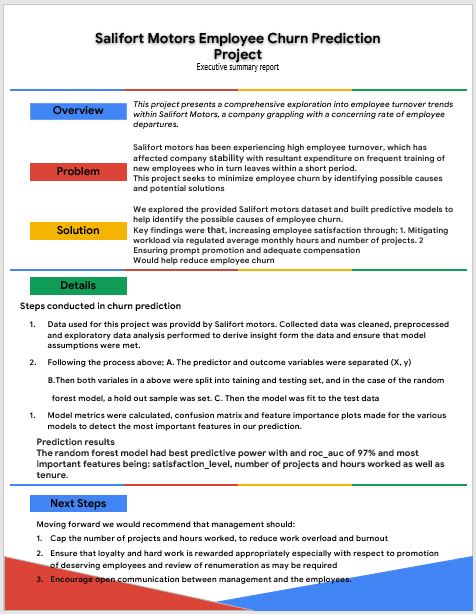 Salifort Motors Employee Churn Prediction
Project
Executive summary report
Overview
This project presents a comprehensive exploration into employee turnover trends
within Salifort Motors, a company grappling with a concerning rate of employee
departures.
Problem
Salifort motors has been experiencing high employee turnover, which has
affected company stability with resultant expenditure on frequent training of
new employees who in turn leaves within a short period.
This project seeks to minimize employee churn by identifying possible causes
and potential solutions
Solution
We explored the provided Salifort motors dataset and built predictive models to
help identify the possible causes of employee churn.
Key findings were that, increasing employee satisfaction through; 1. Mitigating
workload via regulated average monthly hours and number of projects. 2
Ensuring prompt promotion and adequate compensation
Would help reduce employee churn
Details
Steps conducted in churn prediction
1. Data used for this project was providd by Salifort motors. Collected data was cleaned, preprocessed
and exploratory data analysis performed to derive insight form the data and ensure that model
assumptions were met.
2. Following the process above; A. The predictor and outcome variables were separated (X, y)
B.Then both variales in a above were split into taining and testing set, and in the case of the random
forest model, a hold out sample was set. C. Then the model was fit to the test data
1. Model metrics were calculated, confusion matrix and feature importance plots made for the various
models to detect the most important features in our prediction.
Prediction results
The random forest model had best predictive power with and roc_auc of 97% and most
important features being: satisfaction_level, number of projects and hours worked as well as
tenure.
Next Steps
Moving forward we would recommend that management should:
1. Cap the number of projects and hours worked, to reduce work overload and burnout
2. Ensure that loyalty and hard work is rewarded appropriately especially with respect to promotion
of deserving employees and review of renumeration as may be required
3. Encourage open communication between management and the employees.